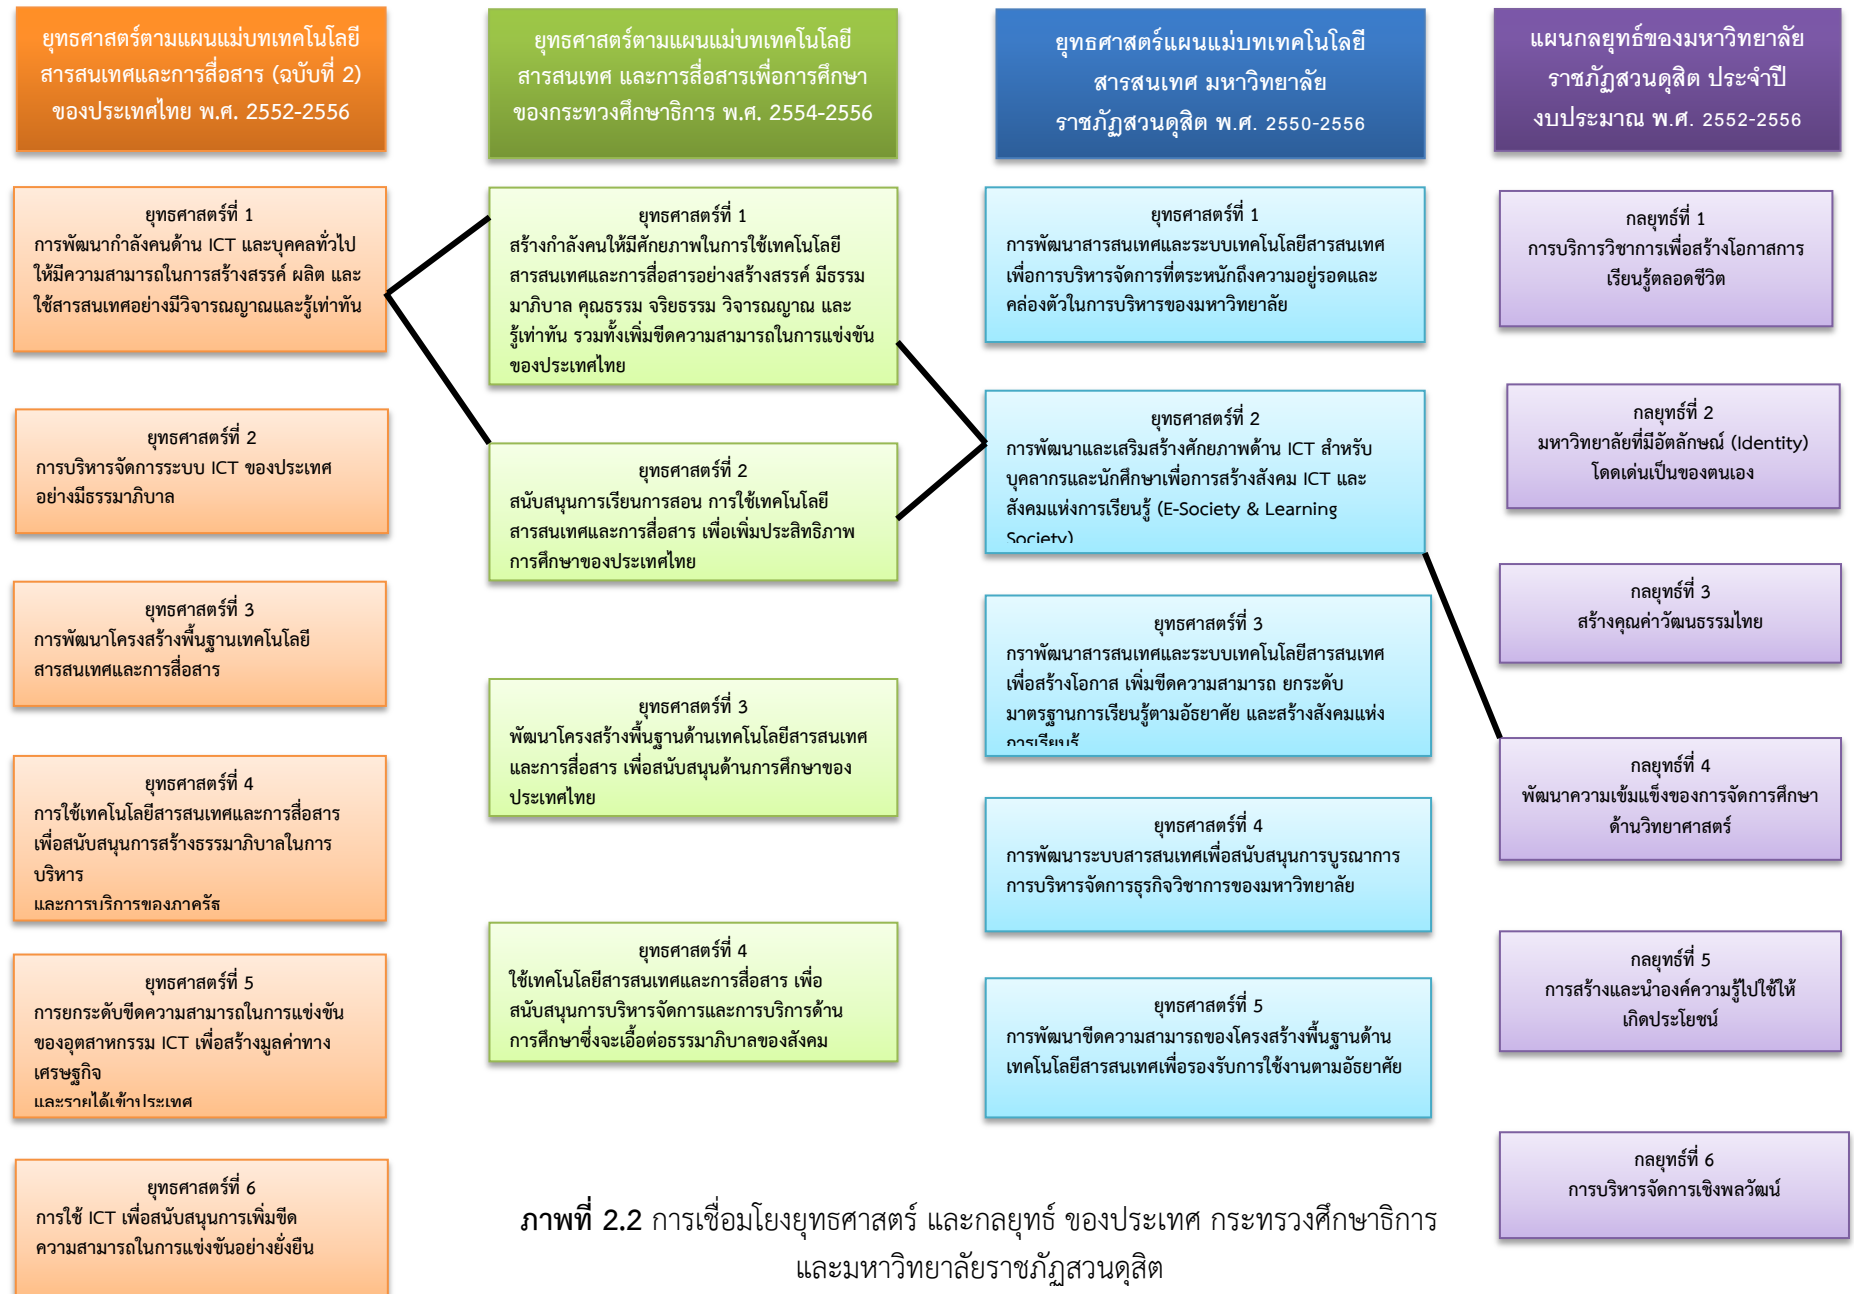 ยุทธศาสตร์ตามแผนแม่บทเทคโนโลยี
สารสนเทศและการสื่อสาร (ฉบับที่ 2)
ของประเทศไทย พ.ศ. 2552-2556
ยุทธศาสตร์ที่ 1
การพัฒนากำลังคนด้าน ICT และบุคคลทั่วไป
ให้มีความสามารถในการสร้างสรรค์ ผลิต และ
ใช้สารสนเทศอย่างมีวิจารณญาณและรู้เท่าทัน
ยุทธศาสตร์ที่ 2
การบริหารจัดการระบบ ICT ของประเทศ
อย่างมีธรรมาภิบาล
ยุทธศาสตร์ที่ 3
การพัฒนาโครงสร้างพื้นฐานเทคโนโลยี
สารสนเทศและการสื่อสาร
ยุทธศาสตร์ที่ 4
การใช้เทคโนโลยีสารสนเทศและการสื่อสาร
เพื่อสนับสนุนการสร้างธรรมาภิบาลในการ
บริหาร
และการบริการของภาครัฐ
ยุทธศาสตร์ที่ 5
การยกระดับขีดความสามารถในการแข่งขัน
ของอุตสาหกรรม ICT เพื่อสร้างมูลค่าทาง
เศรษฐกิจ
และรายได้เข้าประเทศ
ยุทธศาสตร์ที่ 6
การใช้ ICT เพื่อสนับสนุนการเพิ่มขีด
ความสามารถในการแข่งขันอย่างยั่งยืน
ยุทธศาสตร์ตามแผนแม่บทเทคโนโลยี
สารสนเทศ และการสื่อสารเพื่อการศึกษา
ของกระทวงศึกษาธิการ พ.ศ. 2554-2556
ยุทธศาสตร์ที่ 1
สร้างกำลังคนให้มีศักยภาพในการใช้เทคโนโลยี
สารสนเทศและการสื่อสารอย่างสร้างสรรค์ มีธรรม
มาภิบาล คุณธรรม จริยธรรม วิจารณญาณ และ
รู้เท่าทัน รวมทั้งเพิ่มขีดความสามารถในการแข่งขัน
ของประเทศไทย
ยุทธศาสตร์ที่ 2
สนับสนุนการเรียนการสอน การใช้เทคโนโลยี
สารสนเทศและการสื่อสาร เพื่อเพิ่มประสิทธิภาพ
การศึกษาของประเทศไทย
ยุทธศาสตร์ที่ 3
พัฒนาโครงสร้างพื้นฐานด้านเทคโนโลยีสารสนเทศ
และการสื่อสาร เพื่อสนับสนุนด้านการศึกษาของ
ประเทศไทย
ยุทธศาสตร์ที่ 4
ใช้เทคโนโลยีสารสนเทศและการสื่อสาร เพื่อ
สนับสนุนการบริหารจัดการและการบริการด้าน
การศึกษาซึ่งจะเอื้อต่อธรรมาภิบาลของสังคม
ยุทธศาสตร์แผนแม่บทเทคโนโลยี
สารสนเทศ มหาวิทยาลัย
ราชภัฏสวนดุสิต พ.ศ. 2550-2556
ยุทธศาสตร์ที่ 1
การพัฒนาสารสนเทศและระบบเทคโนโลยีสารสนเทศ
เพื่อการบริหารจัดการที่ตระหนักถึงความอยู่รอดและ
คล่องตัวในการบริหารของมหาวิทยาลัย
ยุทธศาสตร์ที่ 2
การพัฒนาและเสริมสร้างศักยภาพด้าน ICT สำหรับ
บุคลากรและนักศึกษาเพื่อการสร้างสังคม ICT และ
สังคมแห่งการเรียนรู้ (E-Society & Learning
Society)
ยุทธศาสตร์ที่ 3
กราพัฒนาสารสนเทศและระบบเทคโนโลยีสารสนเทศ
เพื่อสร้างโอกาส เพิ่มขีดความสามารถ ยกระดับ
มาตรฐานการเรียนรู้ตามอัธยาศัย และสร้างสังคมแห่ง
การเรียนรู้
ยุทธศาสตร์ที่ 4
การพัฒนาระบบสารสนเทศเพื่อสนับสนุนการบูรณาการ
การบริหารจัดการธุรกิจวิชาการของมหาวิทยาลัย
ยุทธศาสตร์ที่ 5
การพัฒนาขีดความสามารถของโครงสร้างพื้นฐานด้าน
เทคโนโลยีสารสนเทศเพื่อรองรับการใช้งานตามอัธยาศัย
แผนกลยุทธ์ของมหาวิทยาลัย
ราชภัฏสวนดุสิต ประจำปี
งบประมาณ พ.ศ. 2552-2556
กลยุทธ์ที่ 1
การบริการวิชาการเพื่อสร้างโอกาสการ
เรียนรู้ตลอดชีวิต
กลยุทธ์ที่ 2
มหาวิทยาลัยที่มีอัตลักษณ์ (Identity)
โดดเด่นเป็นของตนเอง
กลยุทธ์ที่ 3
สร้างคุณค่าวัฒนธรรมไทย
กลยุทธ์ที่ 4
พัฒนาความเข้มแข็งของการจัดการศึกษา
ด้านวิทยาศาสตร์
กลยุทธ์ที่ 5
การสร้างและนำองค์ความรู้ไปใช้ให้
เกิดประโยชน์
กลยุทธ์ที่ 6
การบริหารจัดการเชิงพลวัฒน์
ภาพที่ 2.2 การเชื่อมโยงยุทธศาสตร์ และกลยุทธ์ ของประเทศ กระทรวงศึกษาธิการ
และมหาวิทยาลัยราชภัฏสวนดุสิต